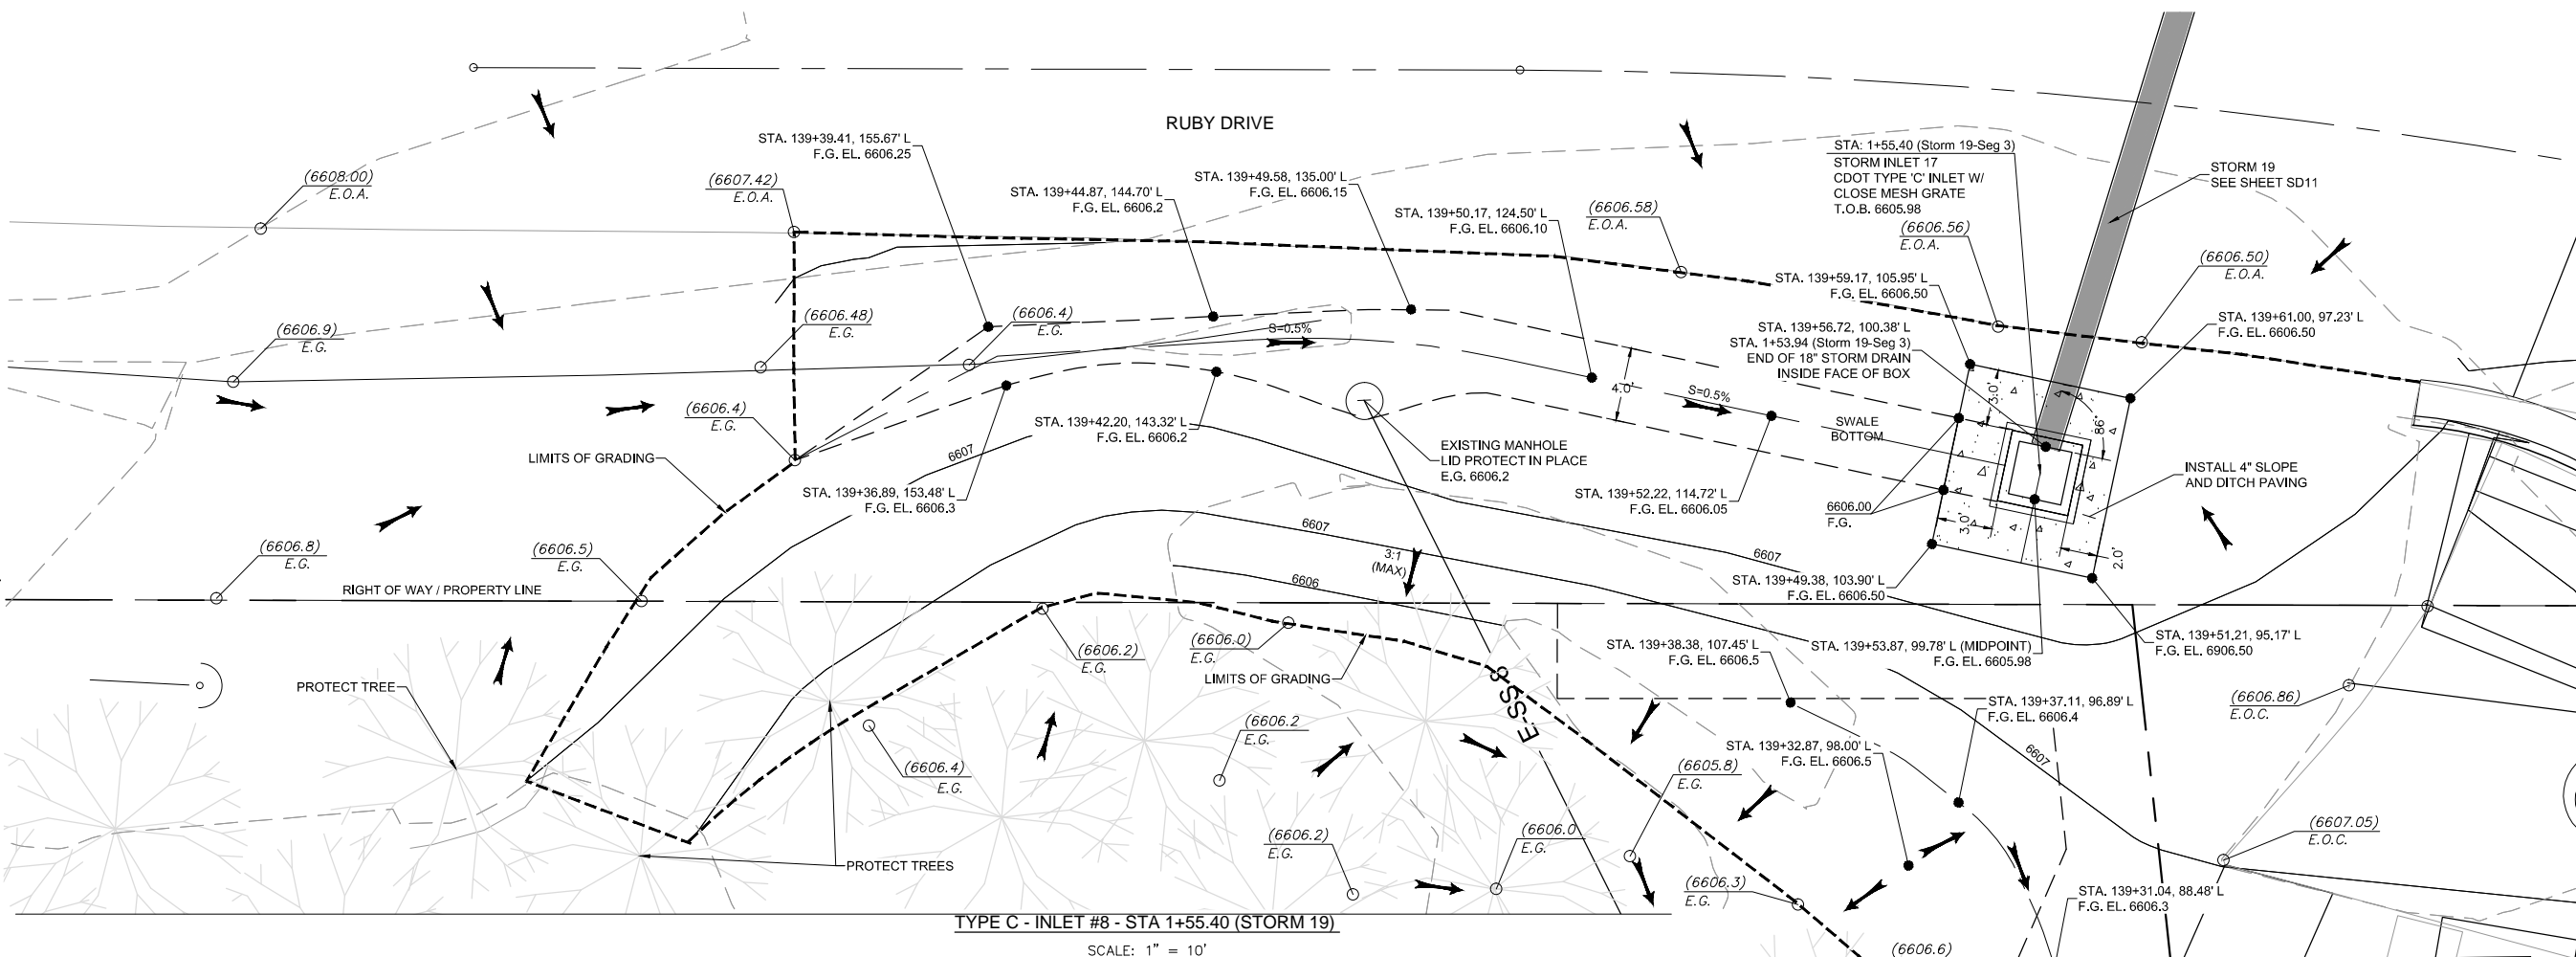 RUBY DRIVE
STA. 139+39.41, 155.67' L
F.G. EL. 6606.25
(6608.00)
E.O.A.
(6607.42)
E.O.A.
STA. 139+44.87, 144.70' L
F.G. EL. 6606.2
STA. 139+49.58, 135.00' L
F.G. EL. 6606.15
STA. 139+50.17, 124.50' L
F.G. EL. 6606.10
(6606.58)
E.O.A.
STA: 1+55.40 (Storm 19-Seg 3)
STORM INLET 17
CDOT TYPE 'C' INLET W/
CLOSE MESH GRATE
T.O.B. 6605.98
(6606.56)
E.O.A.
STORM 19
SEE SHEET SD11
(6606.50)
E.O.A.
STA. 139+59.17, 105.95' L
F.G. EL. 6606.50
STA. 139+61.00, 97.23' L
F.G. EL. 6606.50
STA. 139+56.72, 100.38' L
STA. 1+53.94 (Storm 19-Seg 3)
END OF 18" STORM DRAIN
INSIDE FACE OF BOX
(6606.9)
E.G.
(6606.48)
E.G.
(6606.4)
E.G.
S=0.5%
4.0'
S=0.5%
3.0'
86°
(6606.4)
E.G.
STA. 139+42.20, 143.32' L
F.G. EL. 6606.2
SWALE
BOTTOM
EXISTING MANHOLE
LID PROTECT IN PLACE
E.G. 6606.2
LIMITS OF GRADING
6607
INSTALL 4" SLOPE
AND DITCH PAVING
STA. 139+36.89, 153.48' L
F.G. EL. 6606.3
STA. 139+52.22, 114.72' L
F.G. EL. 6606.05
6606.00
F.G.
3.0'
2.0'
6607
6607
3:1
(MAX)
6606
(6606.8)
E.G.
(6606.5)
E.G.
RIGHT OF WAY / PROPERTY LINE
STA. 139+49.38, 103.90' L
F.G. EL. 6606.50
(6606.2)
E.G.
(6606.0)
E.G.
STA. 139+38.38, 107.45' L
F.G. EL. 6606.5
STA. 139+53.87, 99.78' L (MIDPOINT)
F.G. EL. 6605.98
STA. 139+51.21, 95.17' L
F.G. EL. 6906.50
PROTECT TREE
LIMITS OF GRADING
8"SS-E
STA. 139+37.11, 96.89' L
F.G. EL. 6606.4
(6606.86)
E.O.C.
(6606.4)
E.G.
(6606.2
E.G.
STA. 139+32.87, 98.00' L
F.G. EL. 6606.5
6607
(6605.8)
E.G.
PROTECT TREES
(6606.2)
E.G.
(6606.0
E.G.
(6607.05)
E.O.C.
(6606.3)
E.G.
STA. 139+31.04, 88.48' L
F.G. EL. 6606.3
(6606.6)
TYPE C - INLET #8 - STA 1+55.40 (STORM 19)
SCALE: 1" = 10'